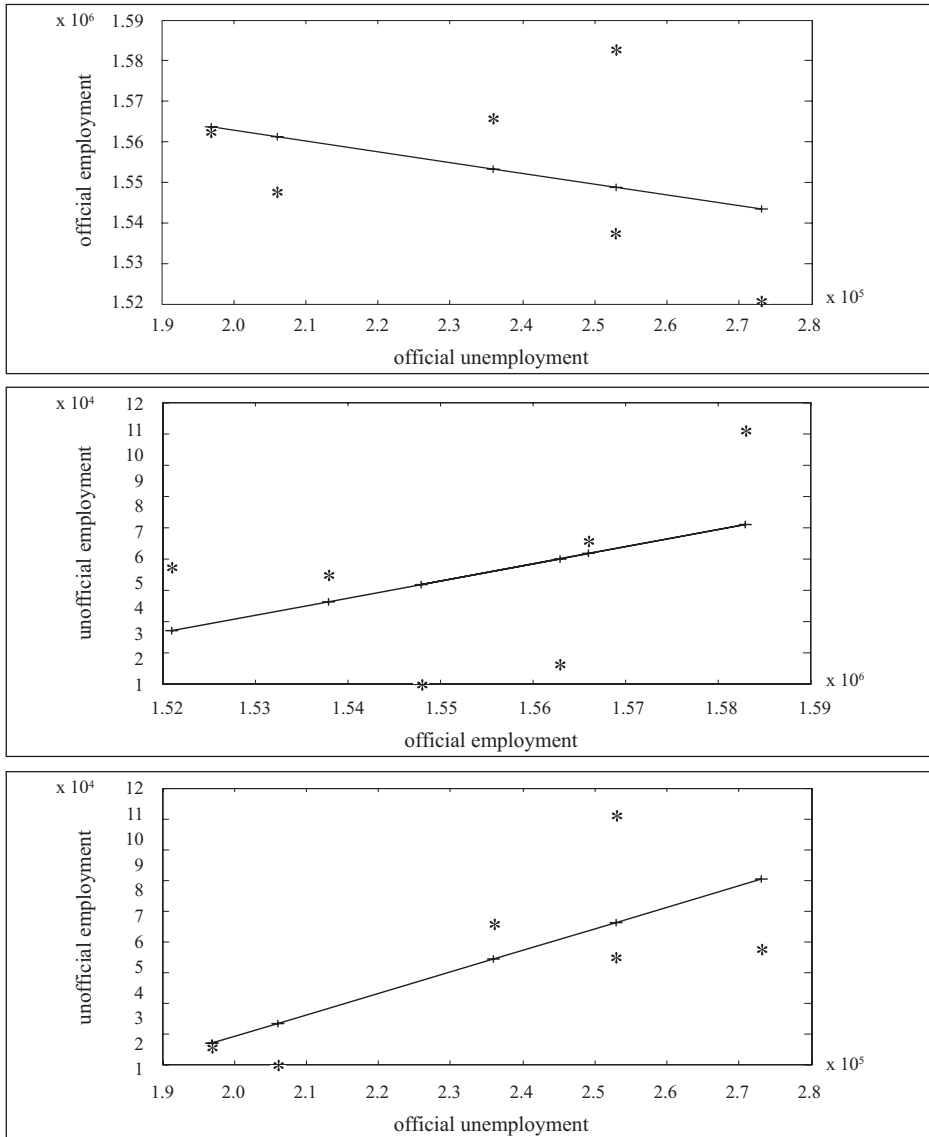 x 10⁶
1.59
1.58
1.57
1.56
1.55
1.54
1.53
1.52
official employment
x 10⁵
1.9 2.0 2.1 2.2 2.3 2.4 2.5 2.6 2.7 2.8
official unemployment
x 10⁴
12
11
10
9
8
7
6
5
4
3
2
1
unofficial employment
x 10⁶
1.52 1.53 1.54 1.55 1.56 1.57 1.58 1.59
official employment
x 10⁴
12
11
10
9
8
7
6
5
4
3
2
1
unofficial employment
x 10⁵
1.9 2.0 2.1 2.2 2.3 2.4 2.5 2.6 2.7 2.8
official unemployment